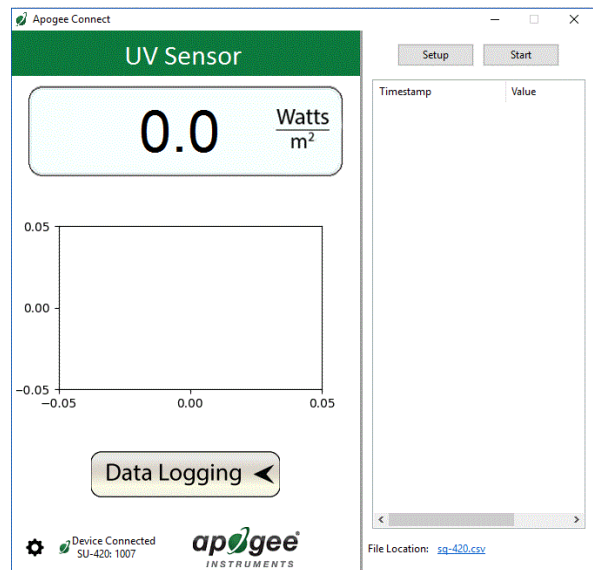 Apogee Connect
UV Sensor
0.0 Watts
m²
0.05
0.00
−0.05
−0.05 0.00 0.05
Data Logging
Device Connected
SU-420: 1007
apogee
INSTRUMENTS
Setup Start
Timestamp Value
File Location: sq-420.csv